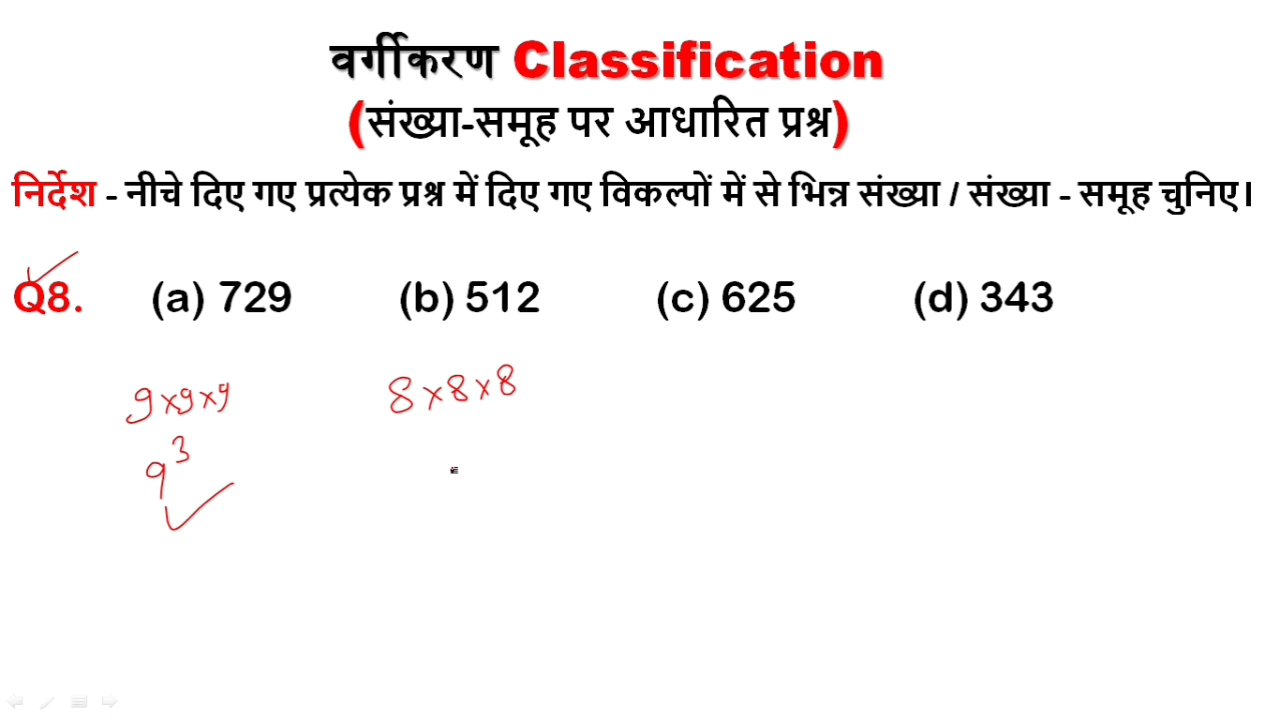 वर्गीकरण Classification
(संख्या-समूह पर आधारित प्रश्न)
निर्देश - नीचे दिए गए प्रत्येक प्रश्न में दिए गए विकल्पों में से भिन्न संख्या / संख्या - समूह चुनिए।
Q8. (a) 729 (b) 512 (c) 625 (d) 343
9×9×9 8×8×8
9³